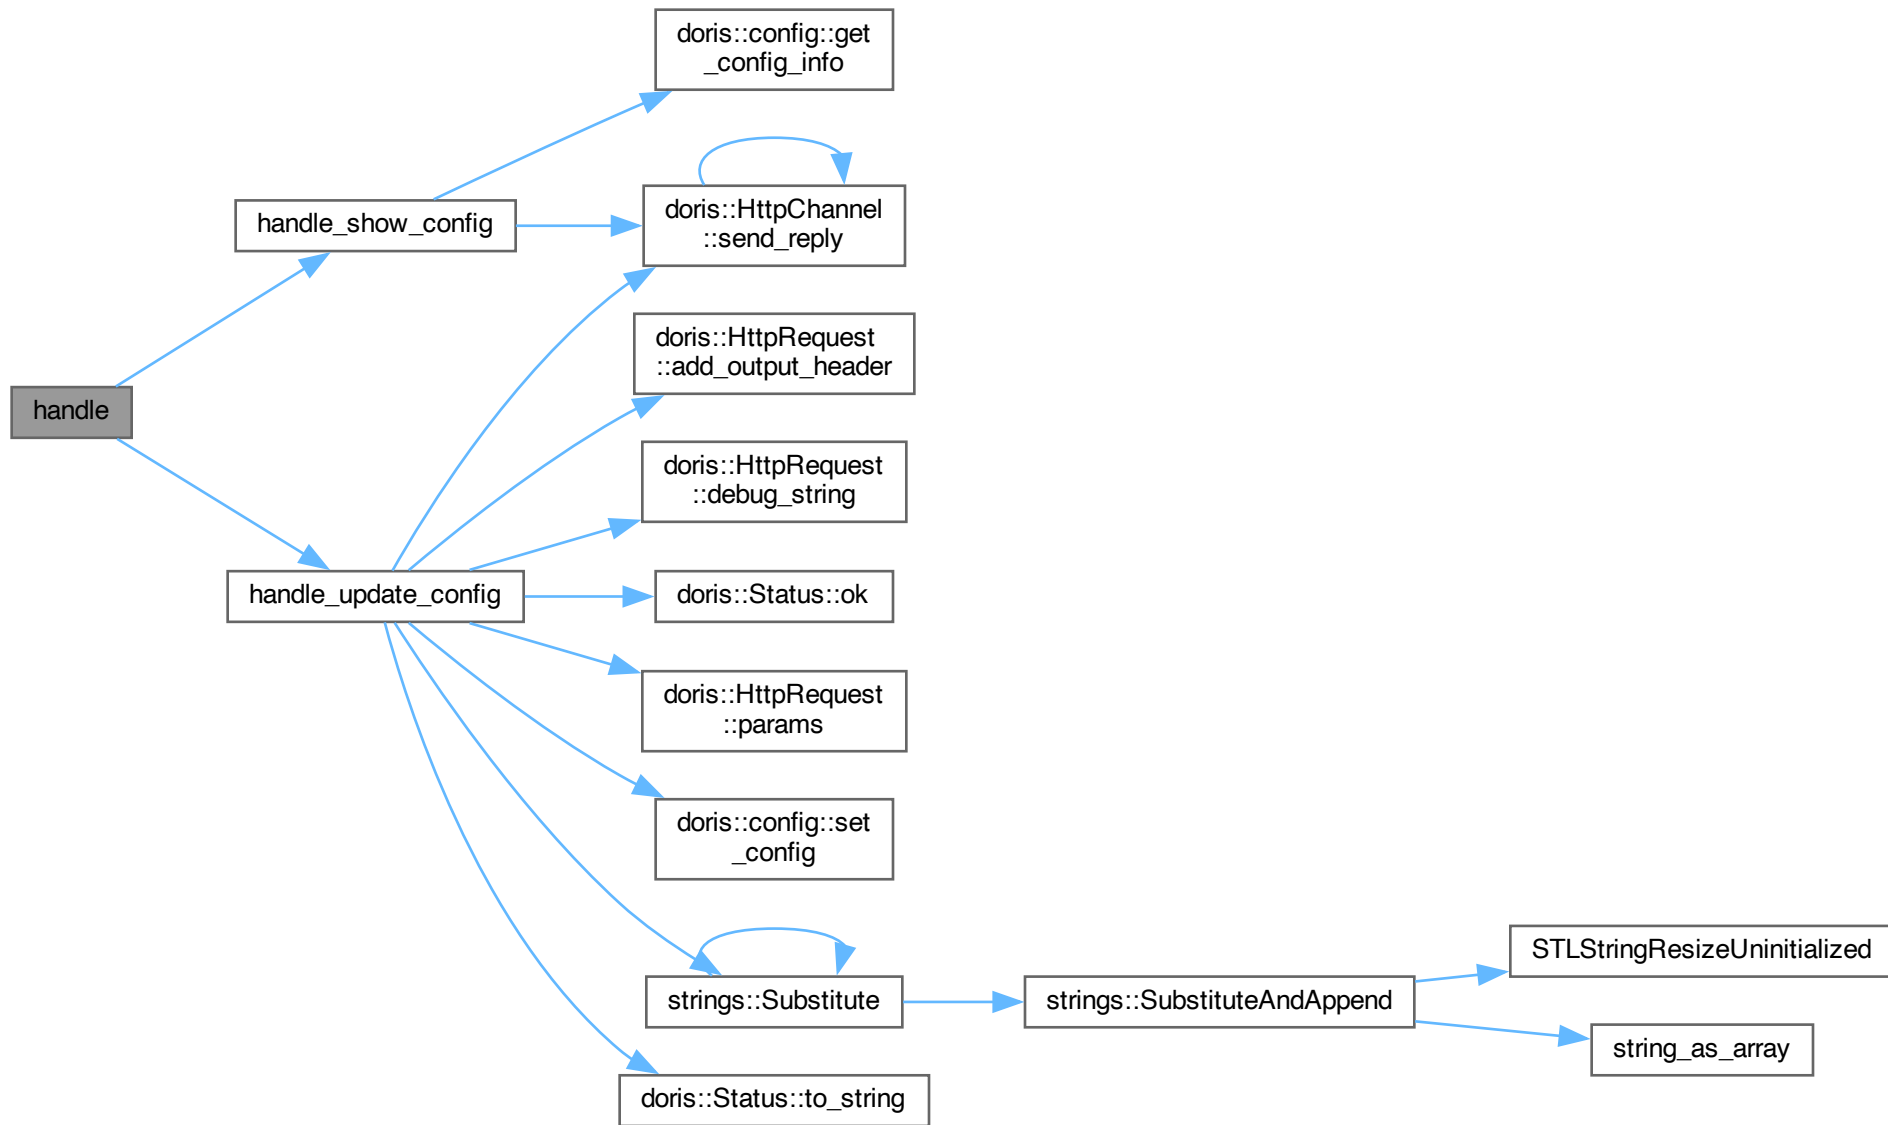 doris::config::get
_config_info
doris::HttpChannel
::send_reply
handle_show_config
doris::HttpRequest
::add_output_header
handle
doris::HttpRequest
::debug_string
handle_update_config
doris::Status::ok
doris::HttpRequest
::params
doris::config::set
_config
strings::Substitute
strings::SubstituteAndAppend
STLStringResizeUninitialized
string_as_array
doris::Status::to_string